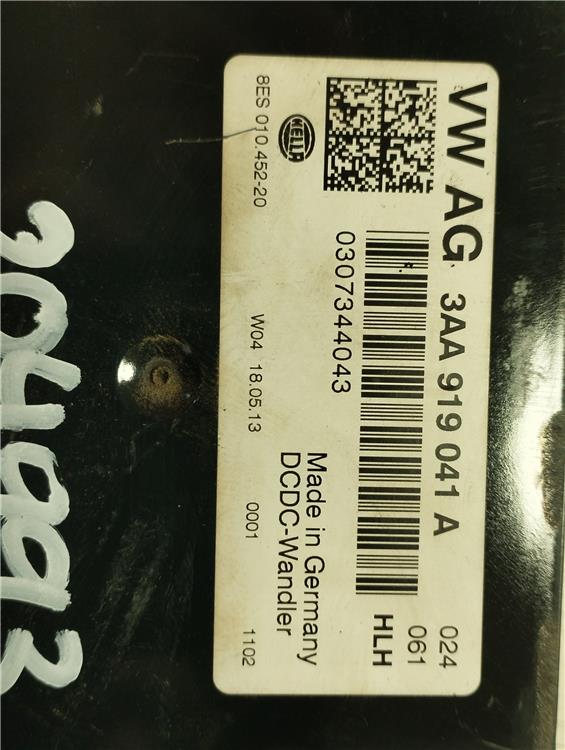 VW AG 3AA 919 041 A
024
061
HLH
0307344043
HELLA
Made in Germany
DCDC-Wandler
8ES 010.452-20
W04 18.05.13 0001 1102